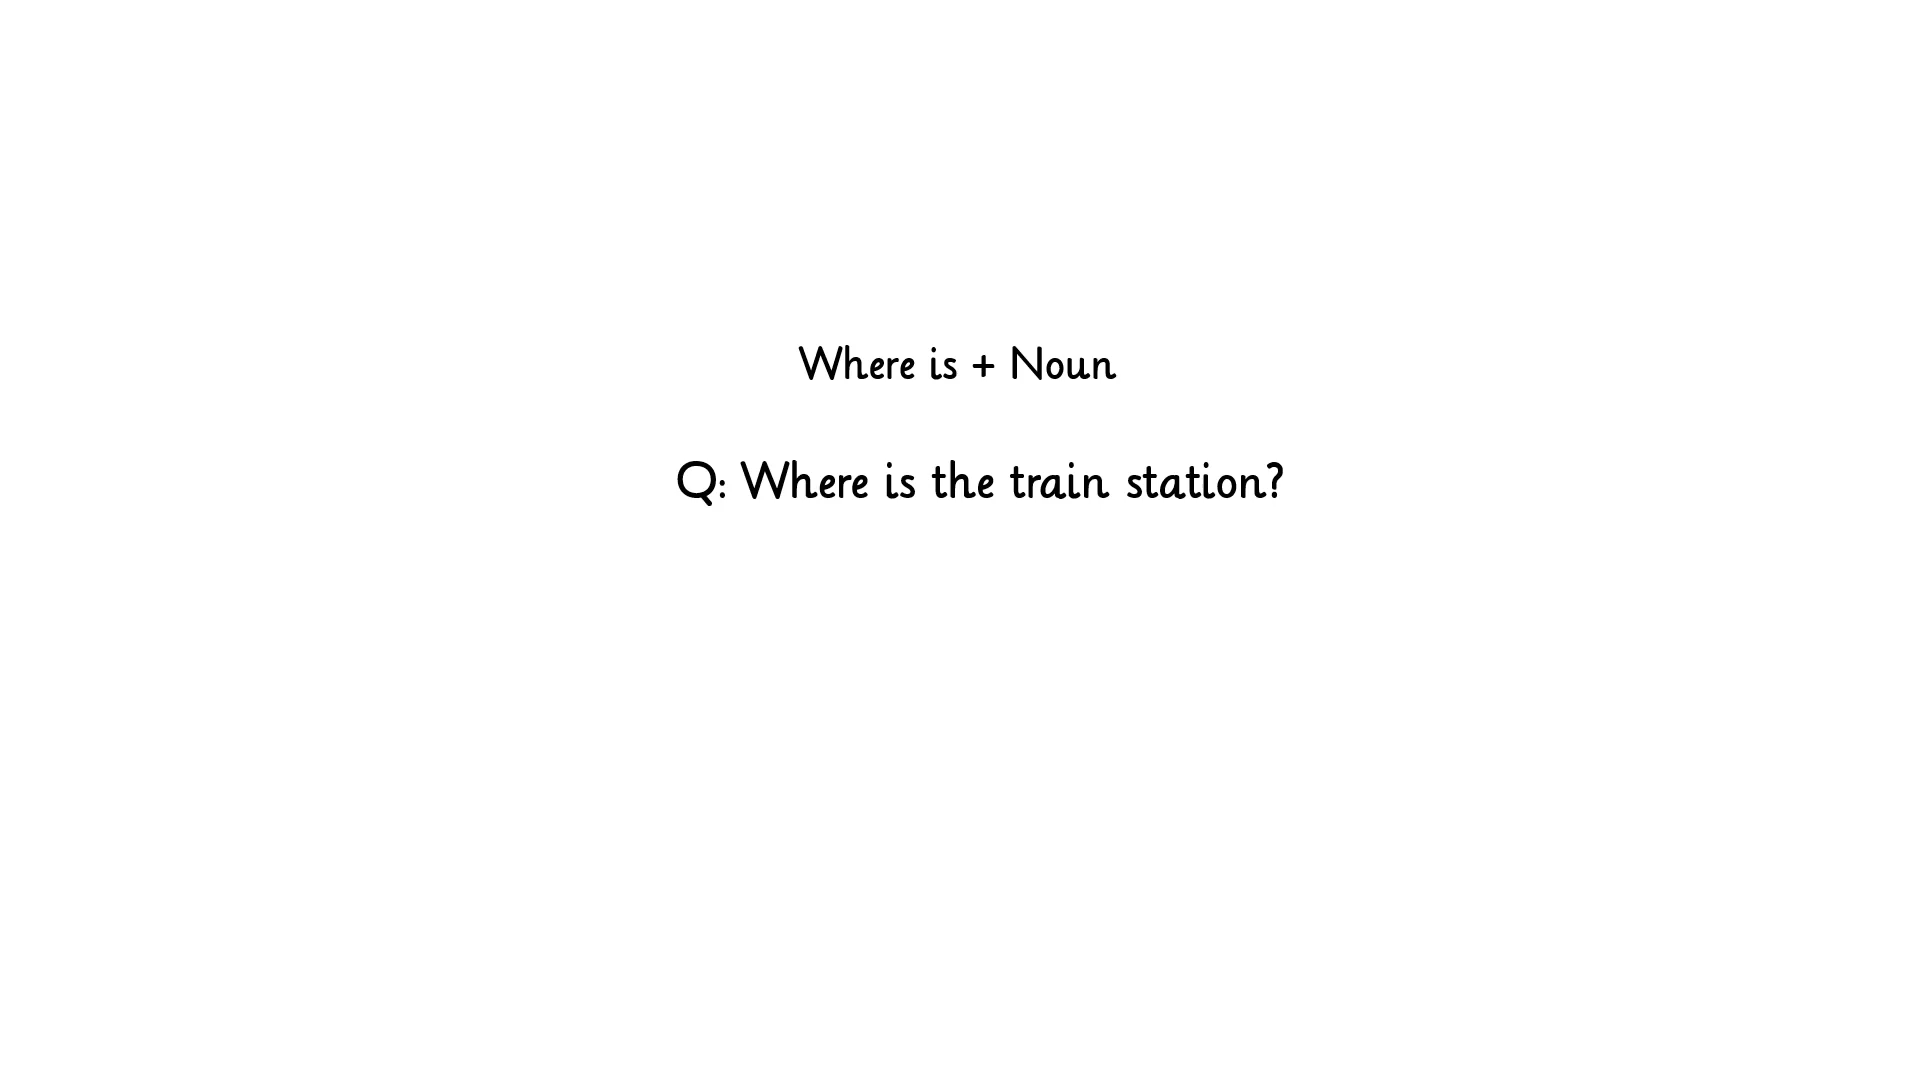 Where is + Noun
Q: Where is the train station?